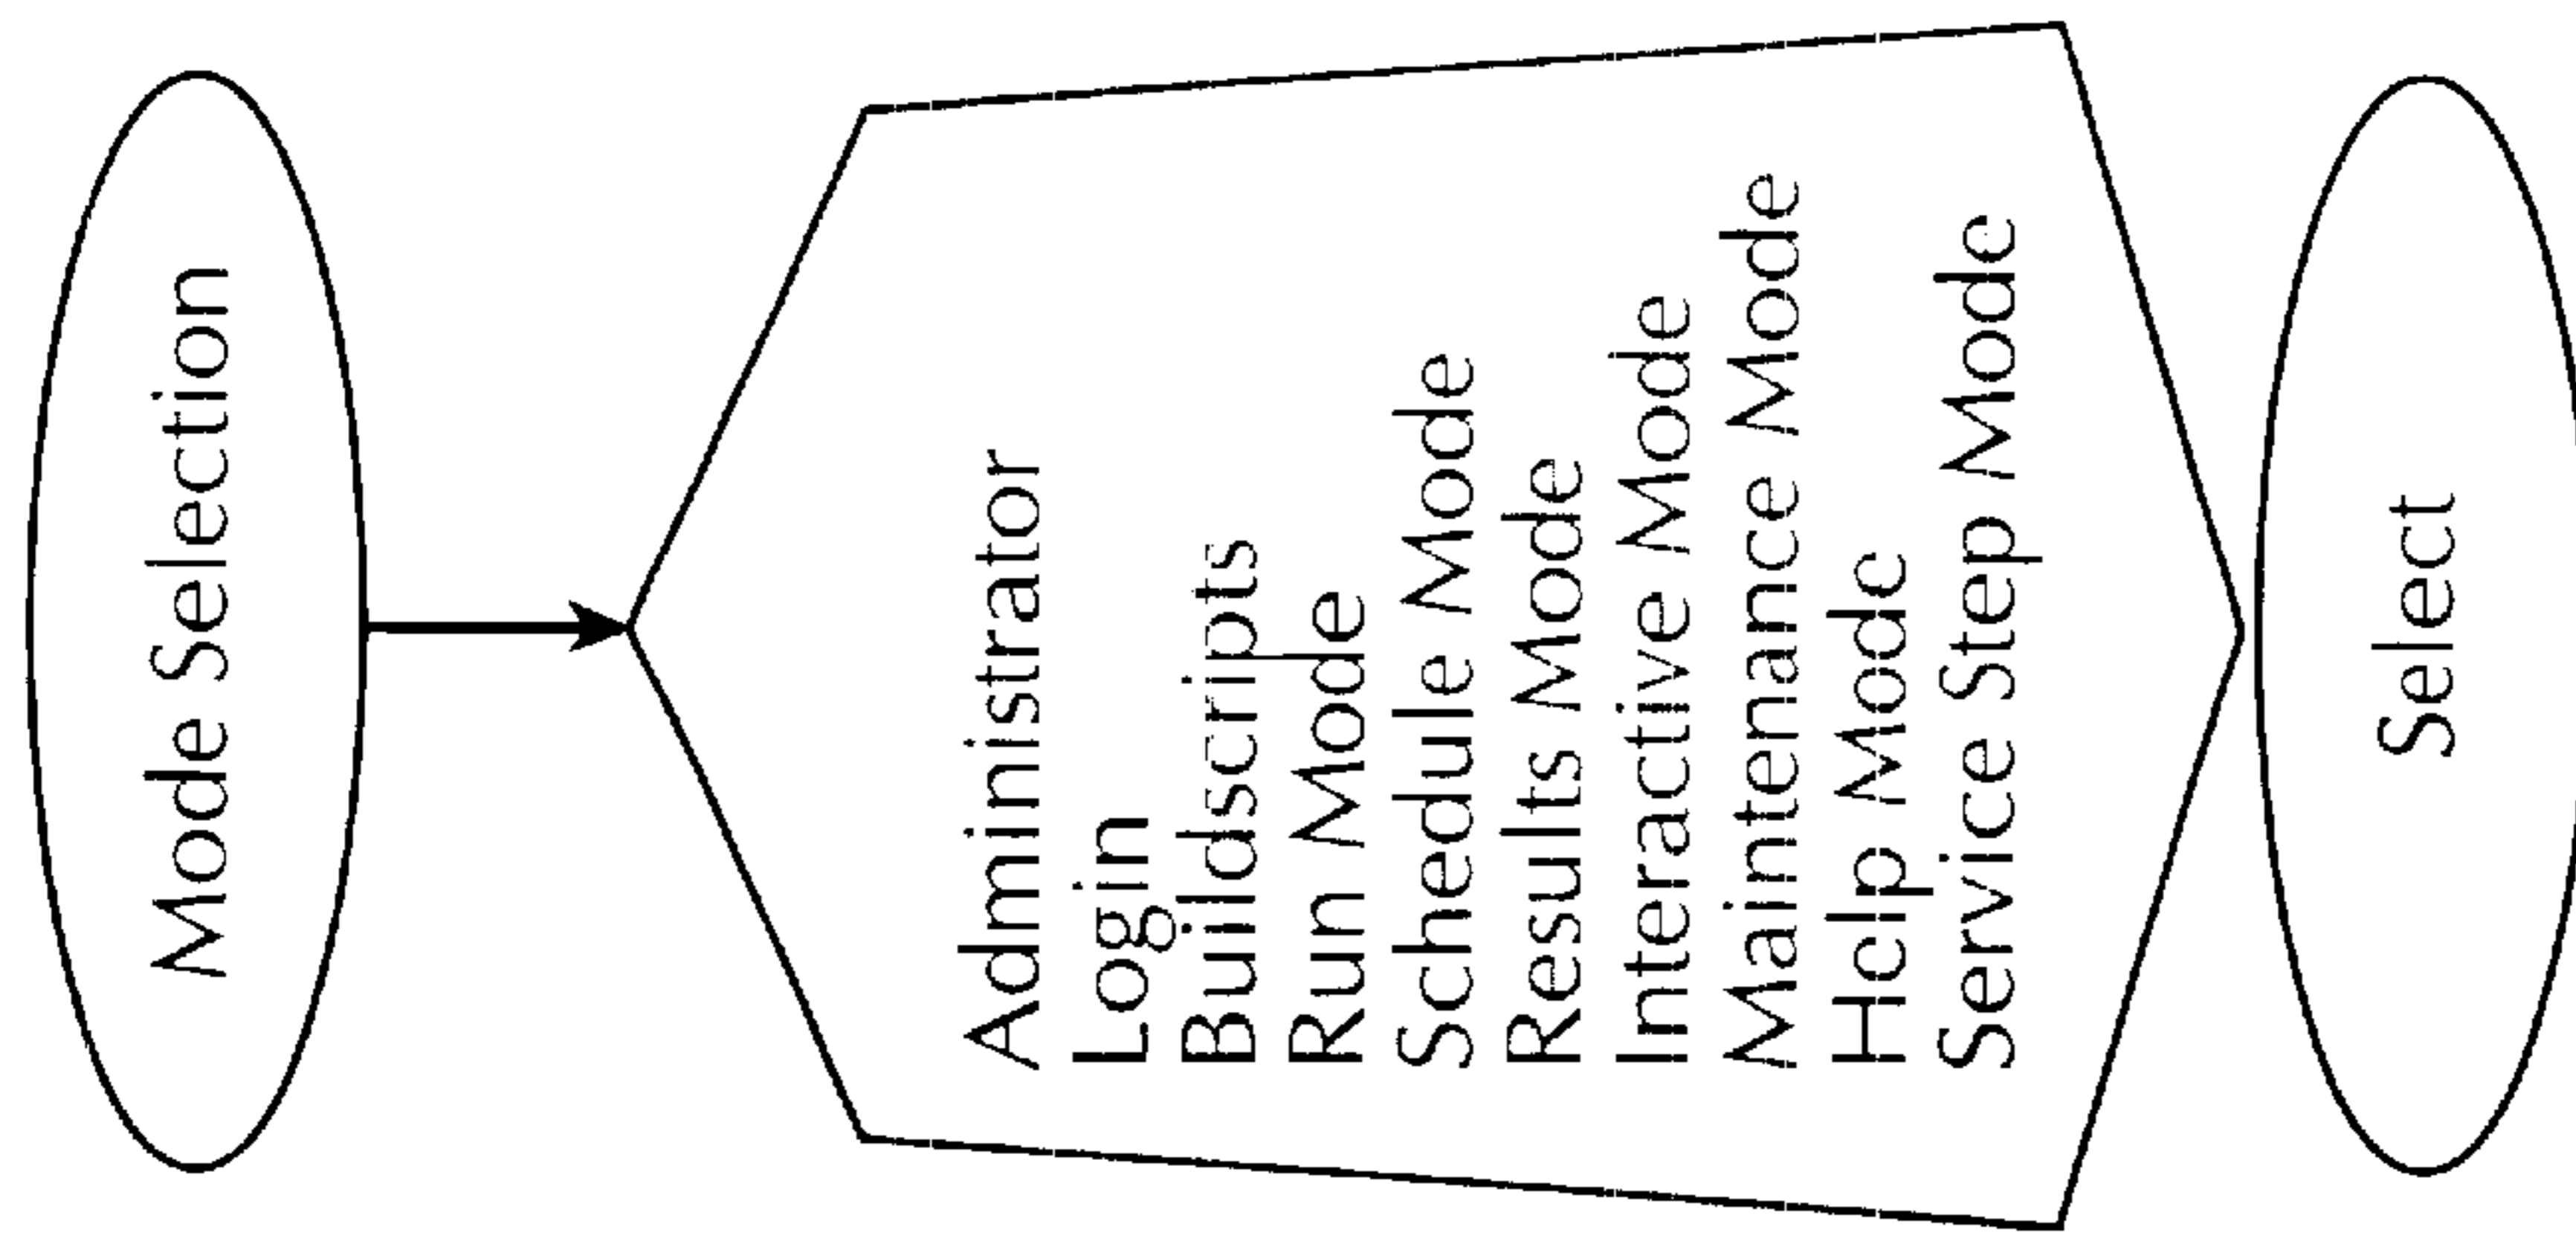 Mode Selection
Administrator
Login
Buildscripts
Run Mode
Schedule Mode
Results Mode
Interactive Mode
Maintenance Mode
Help Mode
Service Step Mode
Select